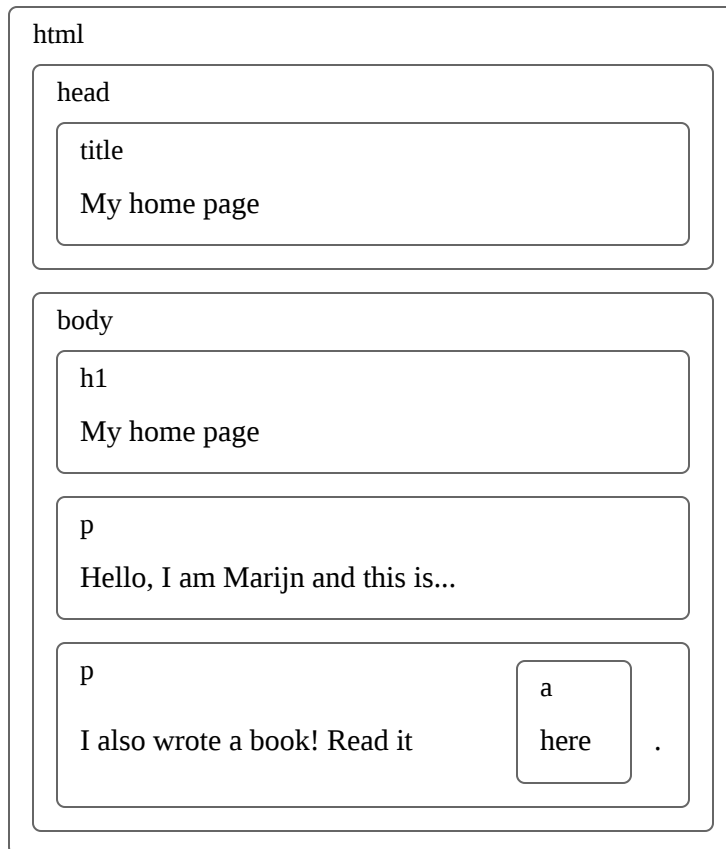 html
head
title
My home page
body
h1
My home page
p
Hello, I am Marijn and this is...
p
a
I also wrote a book! Read it here .